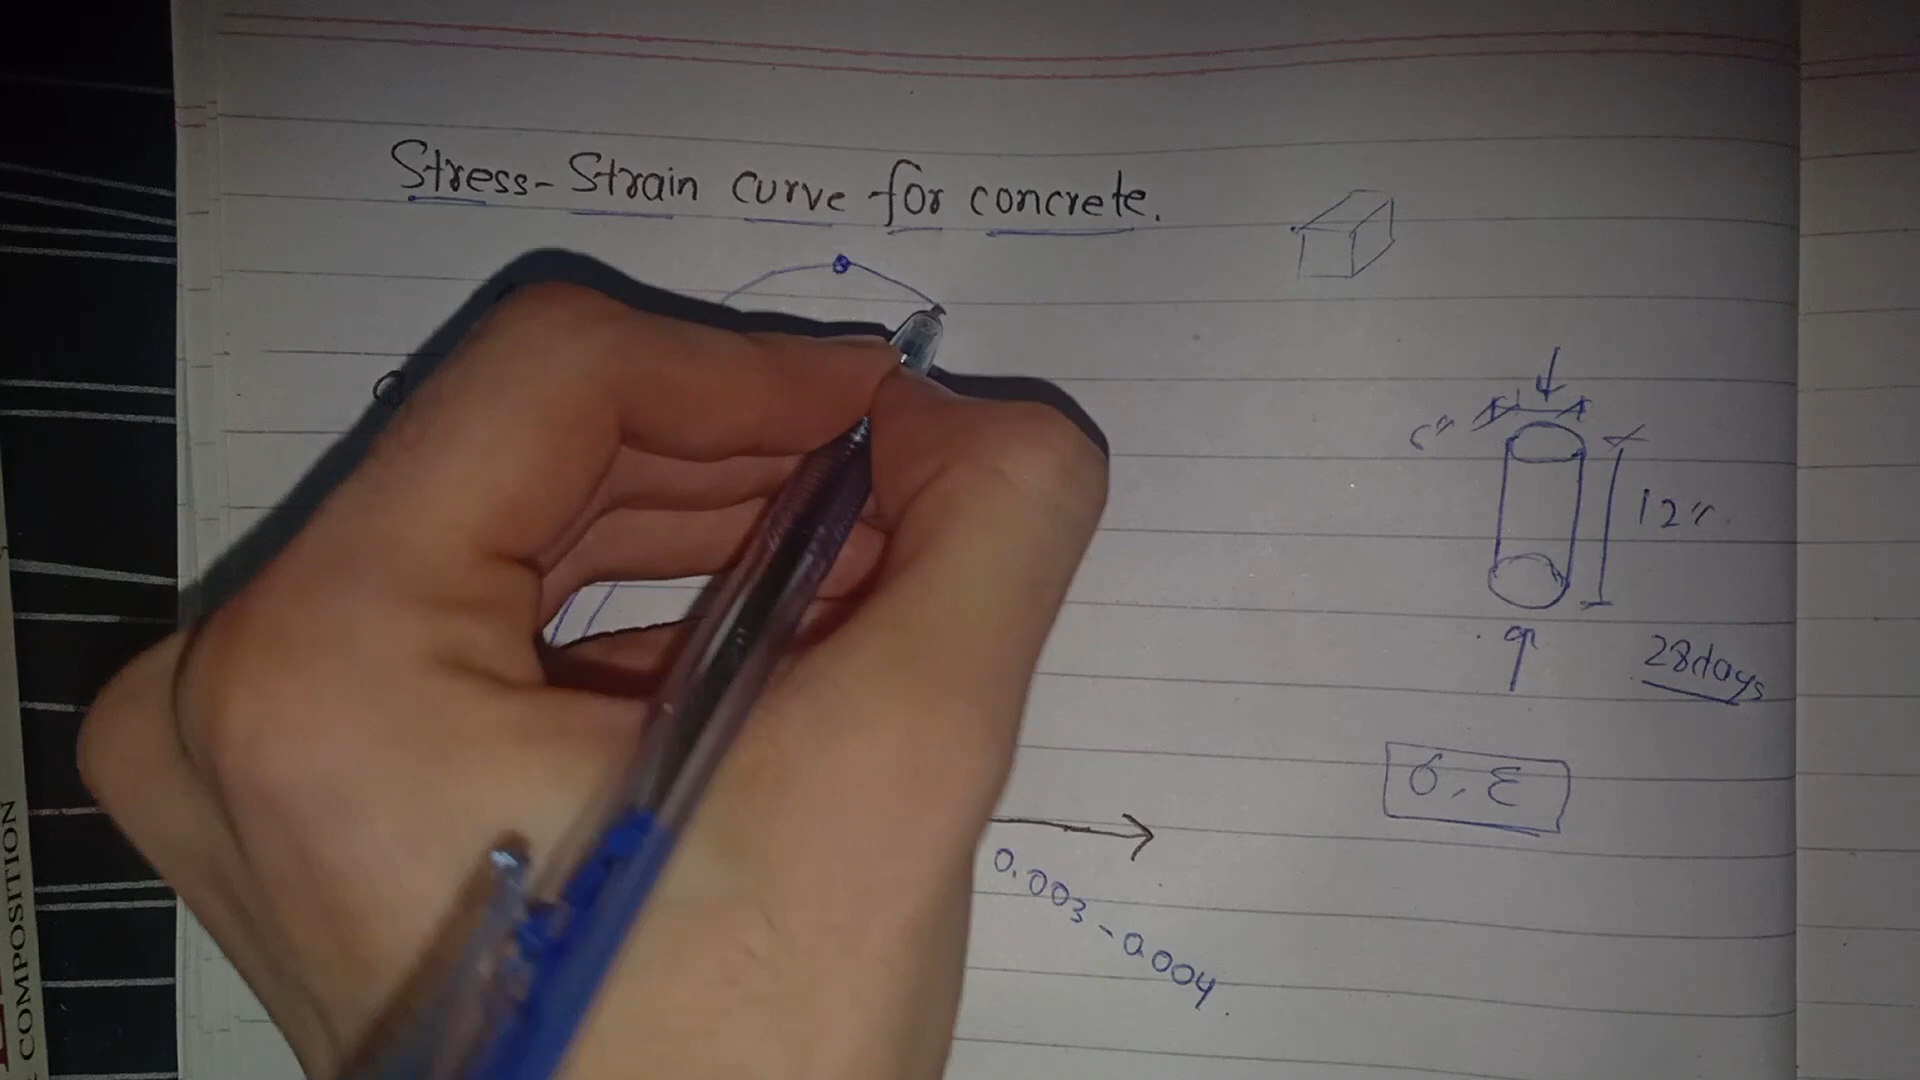 Stress-Strain curve for concrete.
6"
12"
28days
σ, ε
0.003 - 0.004
COMPOSITION